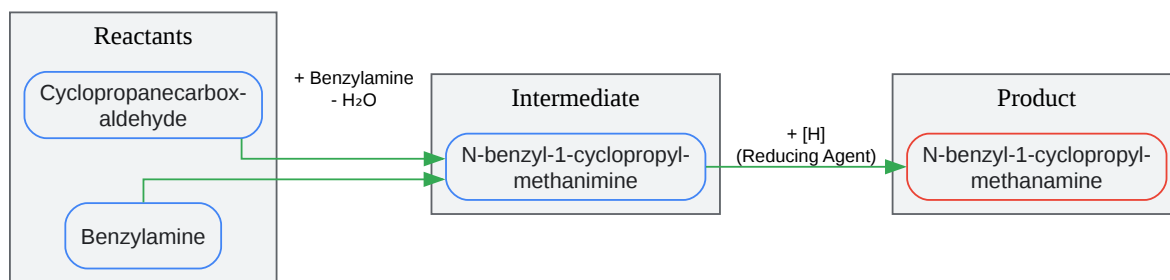 Reactants
Cyclopropanecarbox-
aldehyde
Benzylamine
+ Benzylamine
- H₂O
Intermediate
N-benzyl-1-cyclopropyl-
methanimine
+ [H]
(Reducing Agent)
Product
N-benzyl-1-cyclopropyl-
methanamine